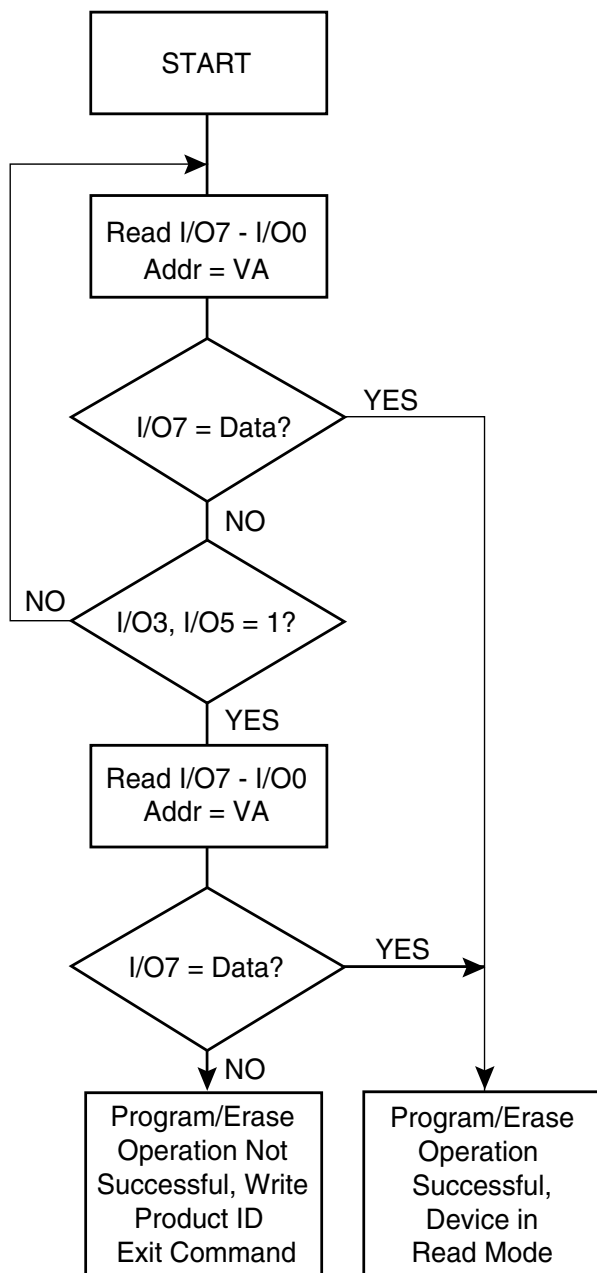 START
Read I/O7 - I/O0
Addr = VA
I/O7 = Data?
YES
NO
I/O3, I/O5 = 1?
NO
YES
Read I/O7 - I/O0
Addr = VA
I/O7 = Data?
YES
NO
Program/Erase
Operation Not
Successful, Write
Product ID
Exit Command
Program/Erase
Operation
Successful,
Device in
Read Mode